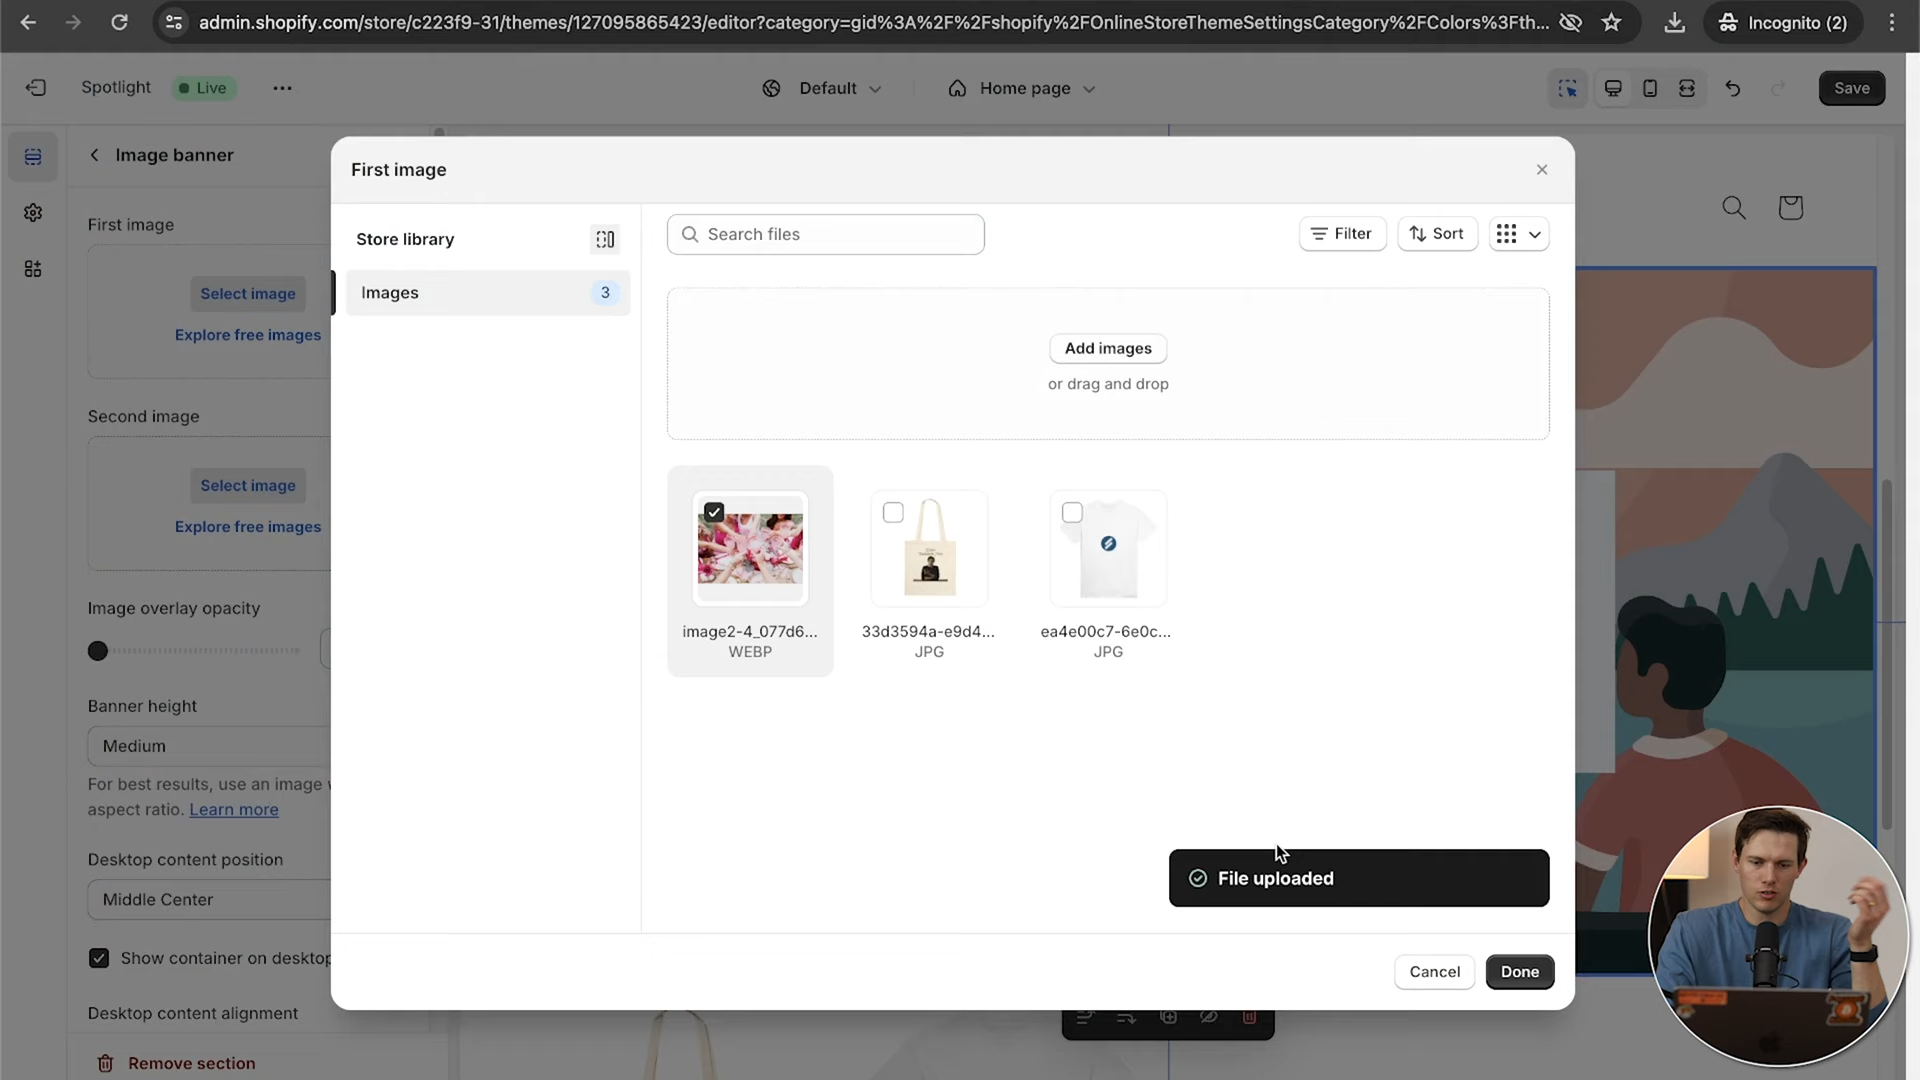 admin.shopify.com/store/c223f9-31/themes/127095865423/editor?category=gid%3A%2F%2Fshopify%2FOnlineStoreThemeSettingsCategory%2FColors%3Fth...
Incognito (2)
Spotlight
Live
Default
Home page
Save
Image banner
First image
Select image
Explore free images
Second image
Select image
Explore free images
Image overlay opacity
Banner height
Medium
For best results, use an image
aspect ratio. Learn more
Desktop content position
Middle Center
Show container on desktop
Desktop content alignment
Remove section
First image
Store library
Images
3
Search files
Filter
Sort
Add images
or drag and drop
image2-4_077d6...
WEBP
33d3594a-e9d4...
JPG
ea4e00c7-6e0c...
JPG
File uploaded
Cancel
Done